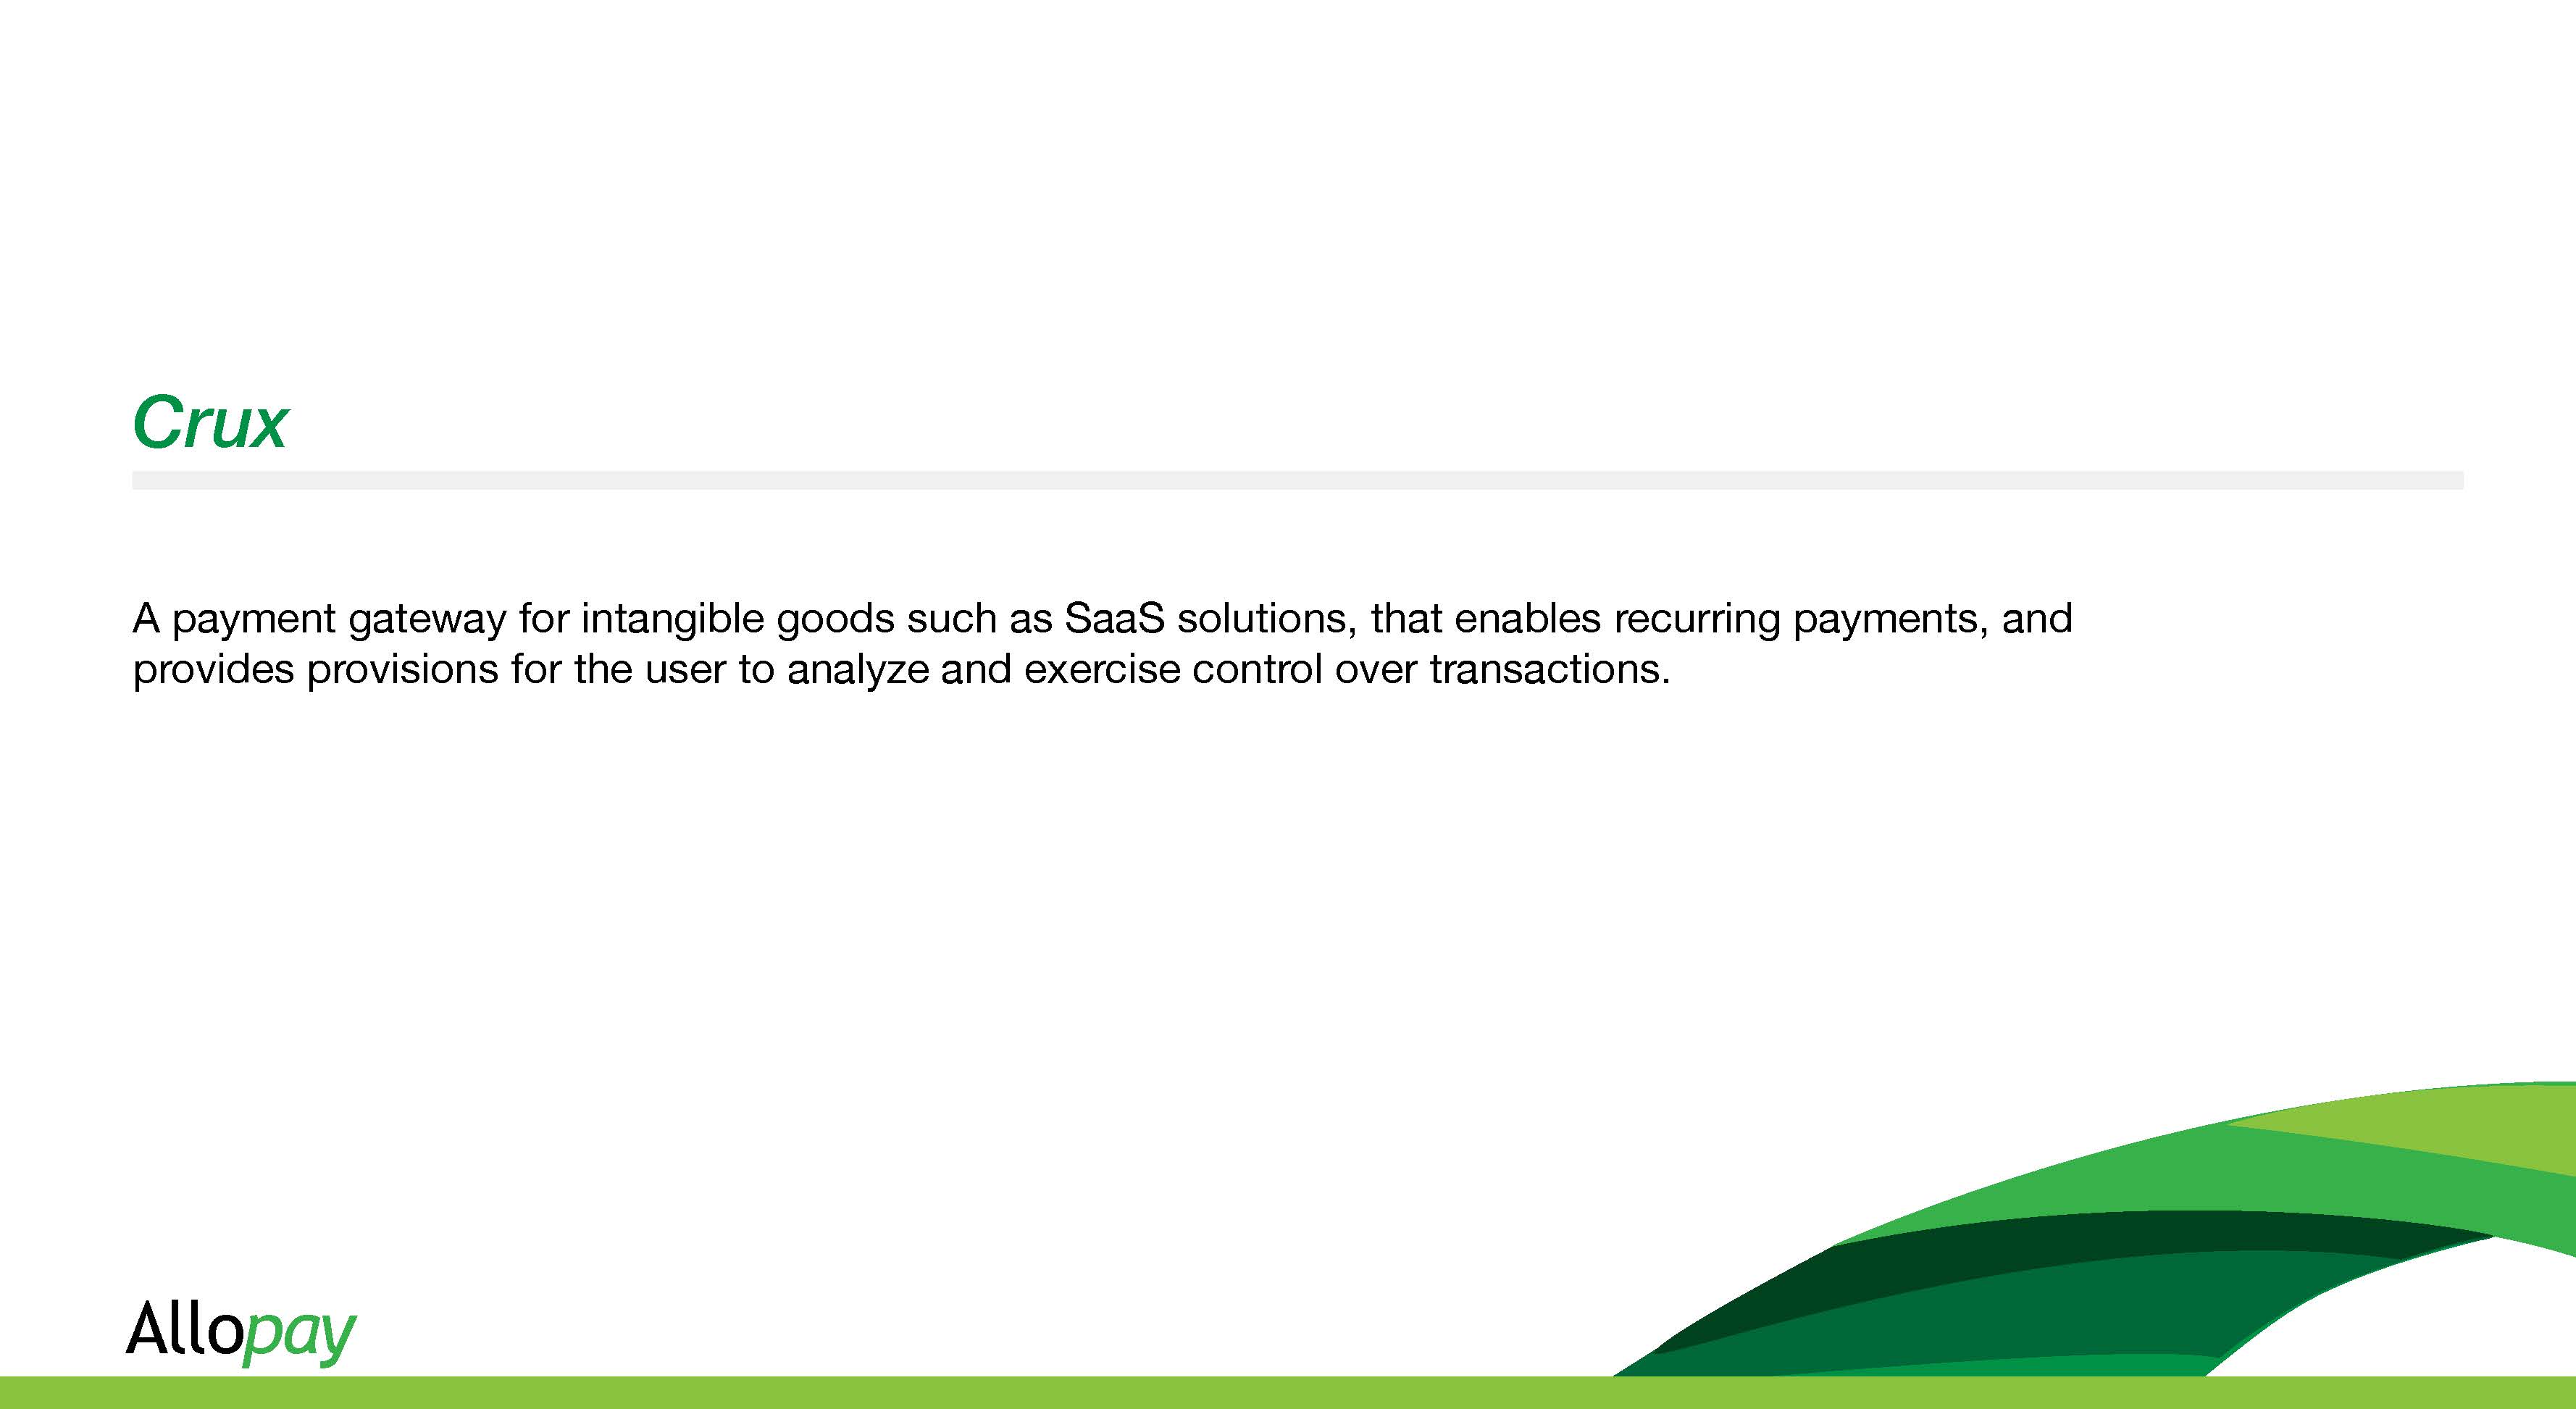 Crux
A payment gateway for intangible goods such as SaaS solutions, that enables recurring payments, and
provides provisions for the user to analyze and exercise control over transactions.
Allopay